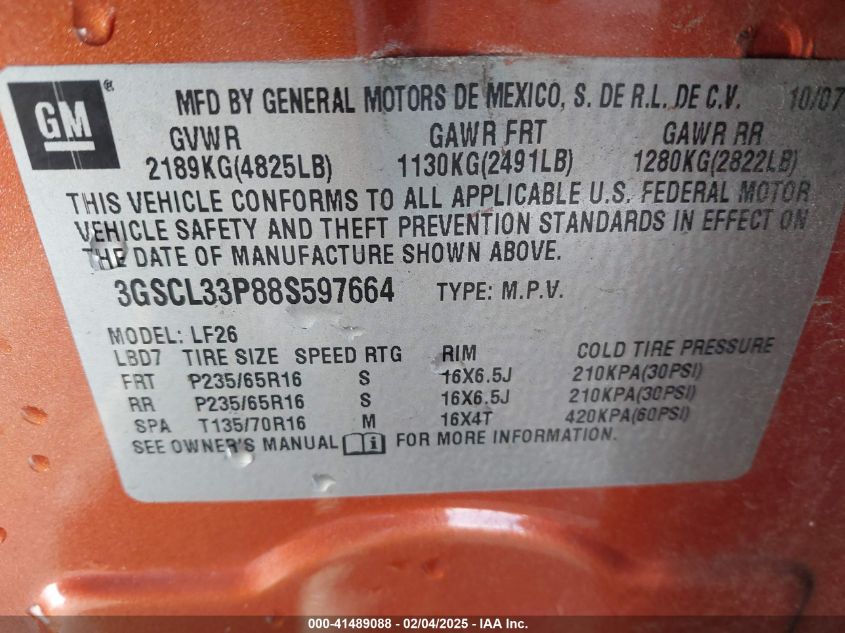 GM ®
MFD BY GENERAL MOTORS DE MEXICO, S. DE R.L. DE C.V. 10/07
GVWR GAWR FRT GAWR RR
2189KG(4825LB) 1130KG(2491LB) 1280KG(2822LB)
THIS VEHICLE CONFORMS TO ALL APPLICABLE U.S. FEDERAL MOTOR
VEHICLE SAFETY AND THEFT PREVENTION STANDARDS IN EFFECT ON
THE DATE OF MANUFACTURE SHOWN ABOVE.
3GSCL33P88S597664 TYPE: M.P.V.
MODEL: LF26
LBD7 TIRE SIZE SPEED RTG RIM COLD TIRE PRESSURE
FRT P235/65R16 S 16X6.5J 210KPA(30PSI)
RR P235/65R16 S 16X6.5J 210KPA(30PSI)
SPA T135/70R16 M 16X4T 420KPA(60PSI)
SEE OWNER'S MANUAL i FOR MORE INFORMATION.
000-41489088 - 02/04/2025 - IAA Inc.